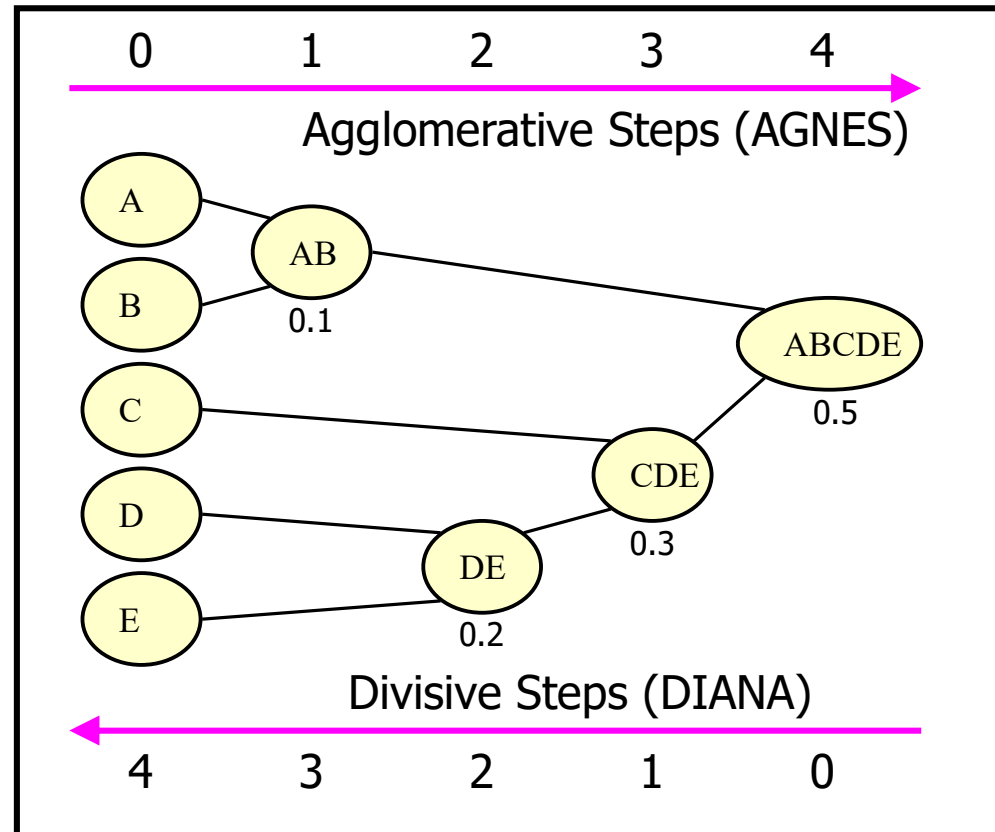 0 1 2 3 4
Agglomerative Steps (AGNES)
A
AB
B
0.1
ABCDE
C
0.5
CDE
D
0.3
DE
E
0.2
Divisive Steps (DIANA)
4 3 2 1 0